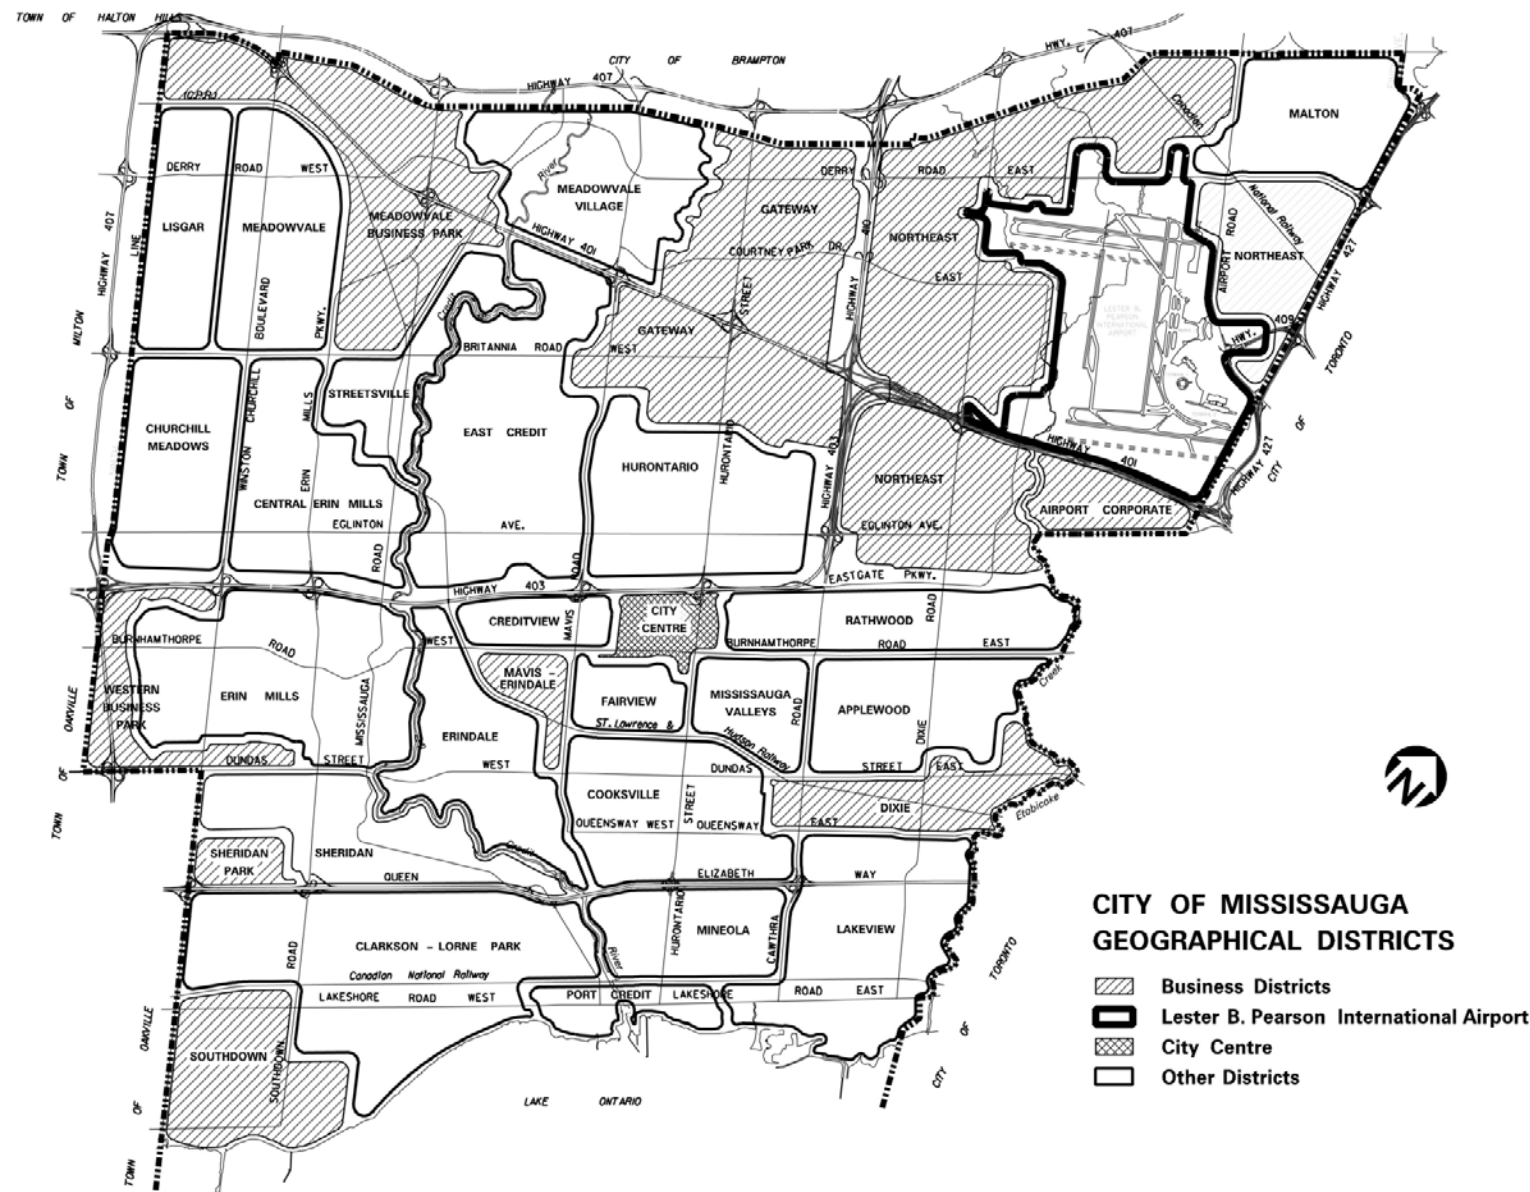 TOWN OF HALTON HILLS
CITY OF BRAMPTON
HWY. 407
HIGHWAY 407
(C.P.R.)
Canadian
MALTON
DERRY ROAD WEST
River
MEADOWVALE
VILLAGE
DERRY ROAD EAST
National Railway
HIGHWAY 407
LINE
LISGAR
MEADOWVALE
MEADOWVALE
BUSINESS PARK
HIGHWAY 401
GATEWAY
COURTNEY PARK DR.
410
NORTHEAST
EAST
AIRPORT ROAD
NORTHEAST
HIGHWAY 427
BOULEVARD
PKWY.
Credit
STREET
HIGHWAY
LESTER B.
PEARSON
INTERNATIONAL
AIRPORT
409
HWY.
TORONTO
MILTON
GATEWAY
BRITANNIA ROAD WEST
STREETSVILLE
CHURCHILL
MILLS
OF
CHURCHILL
MEADOWS
EAST CREDIT
HURONTARIO
HURONTARIO
HIGHWAY 403
HIGHWAY 401
OF
TOWN
WINSTON
ERIN
NORTHEAST
HIGHWAY 427
CITY
CENTRAL ERIN MILLS
AIRPORT CORPORATE
EGLINTON AVE.
EGLINTON AVE.
ROAD
ROAD
EASTGATE PKWY.
HIGHWAY 403
CREDITVIEW
MAVIS
CITY
CENTRE
RATHWOOD
ROAD
BURNHAMTHORPE ROAD WEST
BURNHAMTHORPE ROAD EAST
MAVIS -
ERINDALE
Creek
OAKVILLE
WESTERN
BUSINESS
PARK
ERIN MILLS
MISSISSAUGA
FAIRVIEW
MISSISSAUGA
VALLEYS
ROAD
APPLEWOOD
DIXIE
ST. Lawrence &
Hudson Railway
ERINDALE
OF
DUNDAS STREET WEST
DUNDAS STREET EAST
COOKSVILLE
STREET
DIXIE
Etobicoke
TOWN
QUEENSWAY WEST QUEENSWAY EAST
SHERIDAN
PARK
SHERIDAN
Credit
QUEEN ELIZABETH WAY
HURONTARIO
MINEOLA
CAWTHRA
LAKEVIEW
ROAD
CLARKSON - LORNE PARK
River
Canadian National Railway
LAKESHORE ROAD WEST
PORT CREDIT
LAKESHORE ROAD EAST
TORONTO
OAKVILLE
OF
SOUTHDOWN
SOUTHDOWN
CITY
OF
LAKE ONTARIO
TOWN
N
CITY OF MISSISSAUGA
GEOGRAPHICAL DISTRICTS
Business Districts
Lester B. Pearson International Airport
City Centre
Other Districts